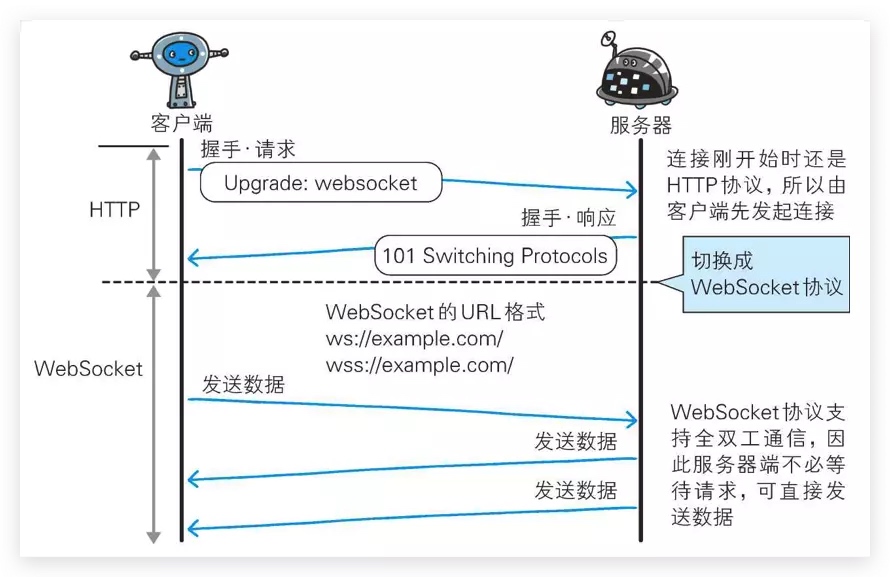 客户端
服务器
握手·请求
Upgrade: websocket
连接刚开始时还是
HTTP协议，所以由
客户端先发起连接
HTTP
握手·响应
101 Switching Protocols
切换成
WebSocket协议
WebSocket的URL格式
ws://example.com/
wss://example.com/
WebSocket
发送数据
发送数据
发送数据
WebSocket协议支
持全双工通信，因
此服务器端不必等
待请求，可直接发
送数据